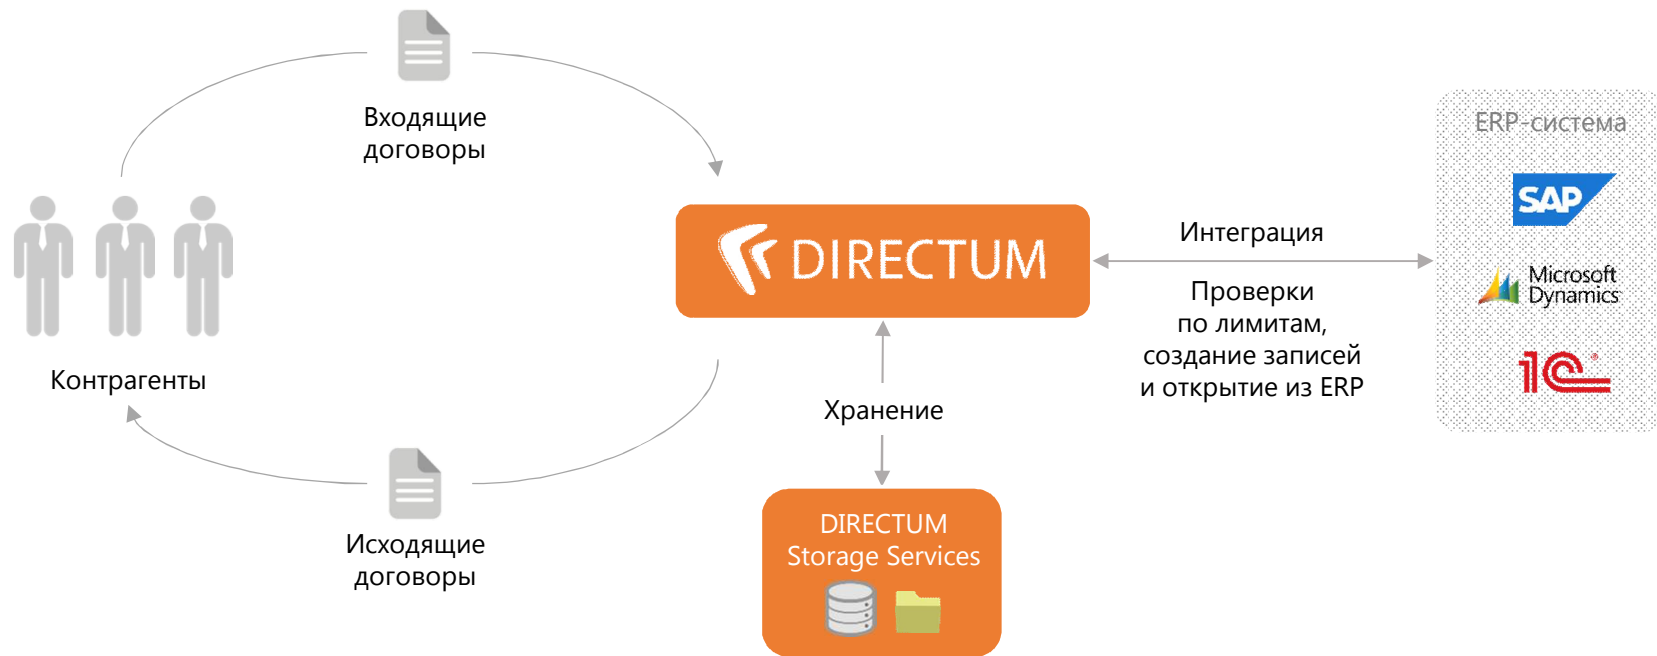 Входящие
договоры
Контрагенты
Исходящие
договоры
DIRECTUM
Хранение
DIRECTUM
Storage Services
Интеграция
Проверки
по лимитам,
создание записей
и открытие из ERP
ERP-система
SAP
Microsoft
Dynamics
1С®